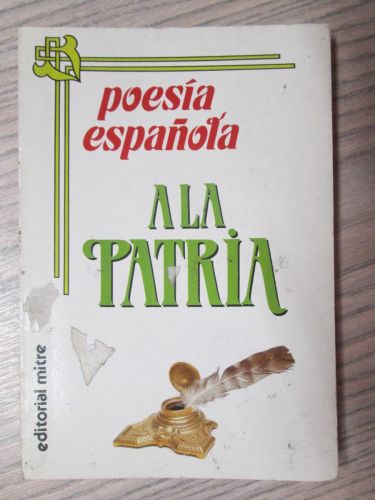 poesía
española
A LA
PATRiA
editorial mitre